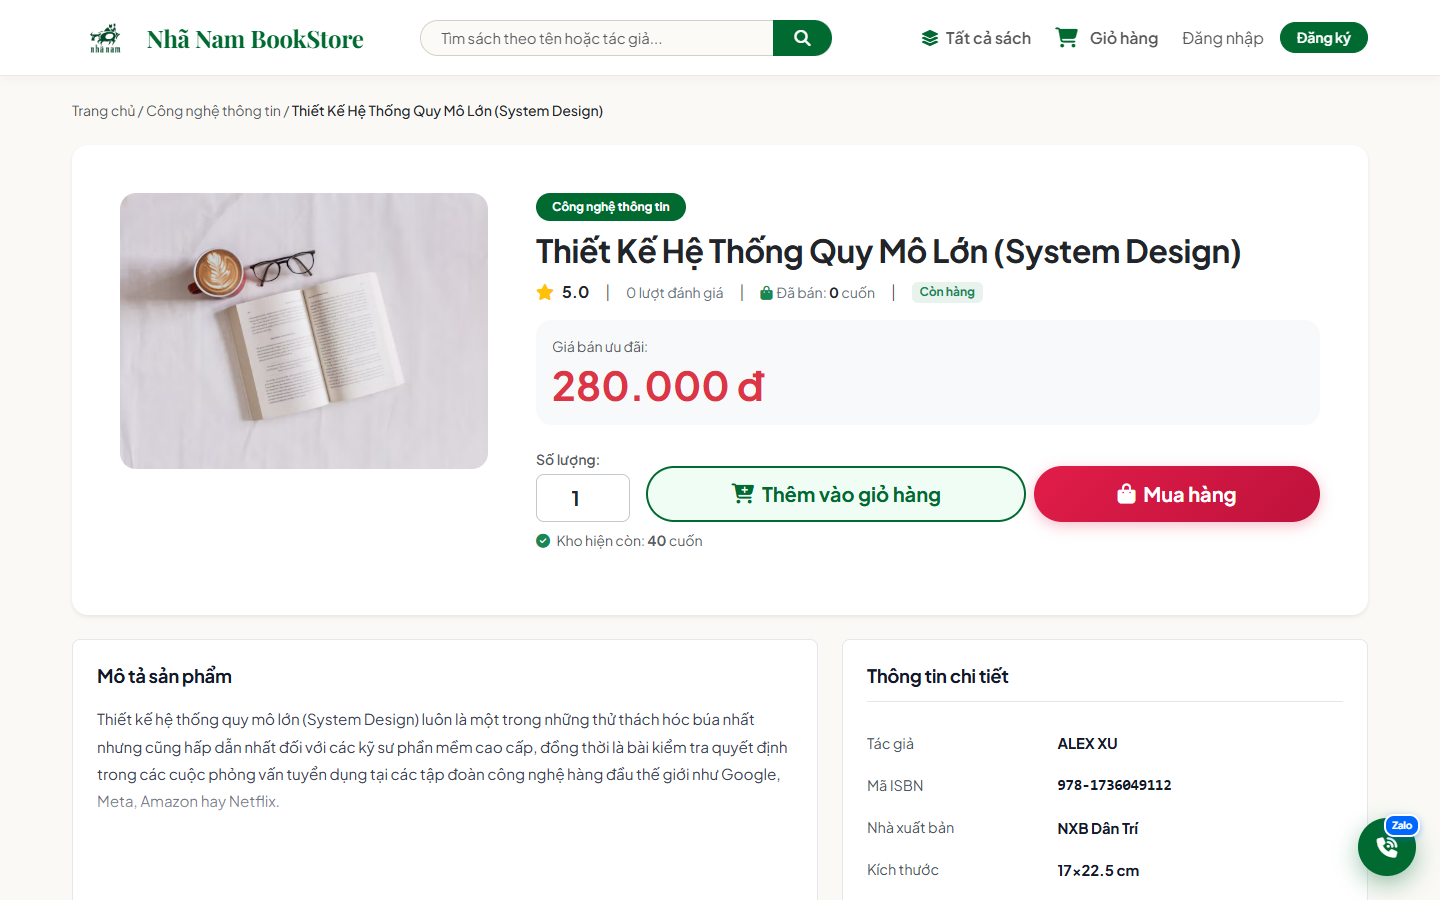 nhã nam
Nhã Nam BookStore
Tìm sách theo tên hoặc tác giả...
Tất cả sách
Giỏ hàng
Đăng nhập
Đăng ký
Trang chủ / Công nghệ thông tin / Thiết Kế Hệ Thống Quy Mô Lớn (System Design)
Công nghệ thông tin
Thiết Kế Hệ Thống Quy Mô Lớn (System Design)
5.0 | 0 lượt đánh giá | Đã bán: 0 cuốn | Còn hàng
Giá bán ưu đãi:
280.000 đ
Số lượng:
1
Thêm vào giỏ hàng
Mua hàng
Kho hiện còn: 40 cuốn
Mô tả sản phẩm
Thiết kế hệ thống quy mô lớn (System Design) luôn là một trong những thử thách hóc búa nhất
nhưng cũng hấp dẫn nhất đối với các kỹ sư phần mềm cao cấp, đồng thời là bài kiểm tra quyết định
trong các cuộc phỏng vấn tuyển dụng tại các tập đoàn công nghệ hàng đầu thế giới như Google,
Meta, Amazon hay Netflix.
Thông tin chi tiết
Tác giả ALEX XU
Mã ISBN 978-1736049112
Nhà xuất bản NXB Dân Trí
Kích thước 17×22.5 cm
Zalo